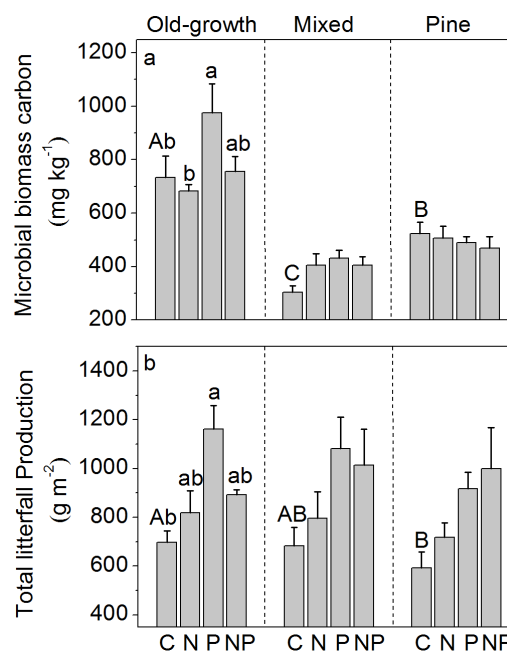 Old-growth Mixed Pine
Microbial biomass carbon
(mg kg⁻¹)
1200
1000
800
600
400
200
a
Ab b a ab
C
B
Total litterfall Production
(g m⁻²)
1400
1200
1000
800
600
400
b
Ab ab a ab
AB
B
C N P NP C N P NP C N P NP